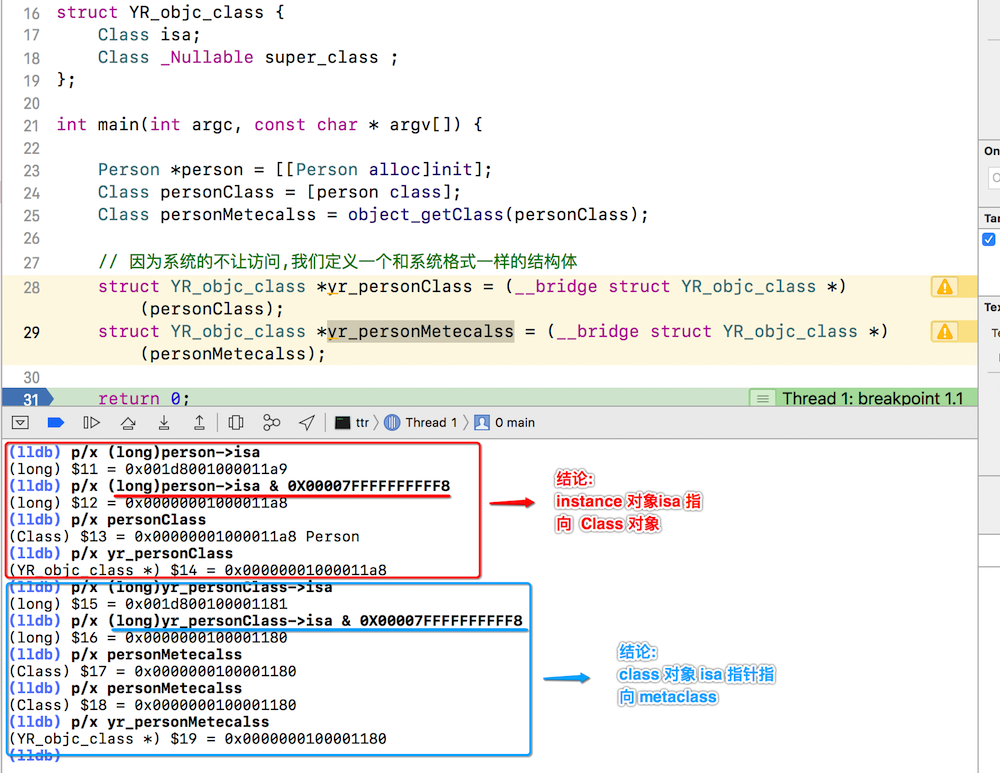 16 struct YR_objc_class {
17 Class isa;
18 Class _Nullable super_class ;
19 };
20
21 int main(int argc, const char * argv[]) {
22
23 Person *person = [[Person alloc]init];
24 Class personClass = [person class];
25 Class personMetecalss = object_getClass(personClass);
26
27 // 因为系统的不让访问,我们定义一个和系统格式一样的结构体
28 struct YR_objc_class *yr_personClass = (__bridge struct YR_objc_class *)
(personClass);
29 struct YR_objc_class *yr_personMetecalss = (__bridge struct YR_objc_class *)
(personMetecalss);
30
31 return 0;
Thread 1: breakpoint 1.1
ttr Thread 1 0 main
(lldb) p/x (long)person->isa
(long) $11 = 0x001d8001000011a9
(lldb) p/x (long)person->isa & 0X00007FFFFFFFFFF8
(long) $12 = 0x00000001000011a8
(lldb) p/x personClass
(Class) $13 = 0x00000001000011a8 Person
(lldb) p/x yr_personClass
(YR_objc_class *) $14 = 0x00000001000011a8
结论:
instance 对象isa 指
向 Class 对象
(lldb) p/x (long)yr_personClass->isa
(long) $15 = 0x001d800100001181
(lldb) p/x (long)yr_personClass->isa & 0X00007FFFFFFFFFF8
(long) $16 = 0x0000000100001180
(lldb) p/x personMetecalss
(Class) $17 = 0x0000000100001180
(lldb) p/x personMetecalss
(Class) $18 = 0x0000000100001180
(lldb) p/x yr_personMetecalss
(YR_objc_class *) $19 = 0x0000000100001180
(lldb)
结论:
class 对象 isa 指针指
向 metaclass
On
Tar
Tex
Te